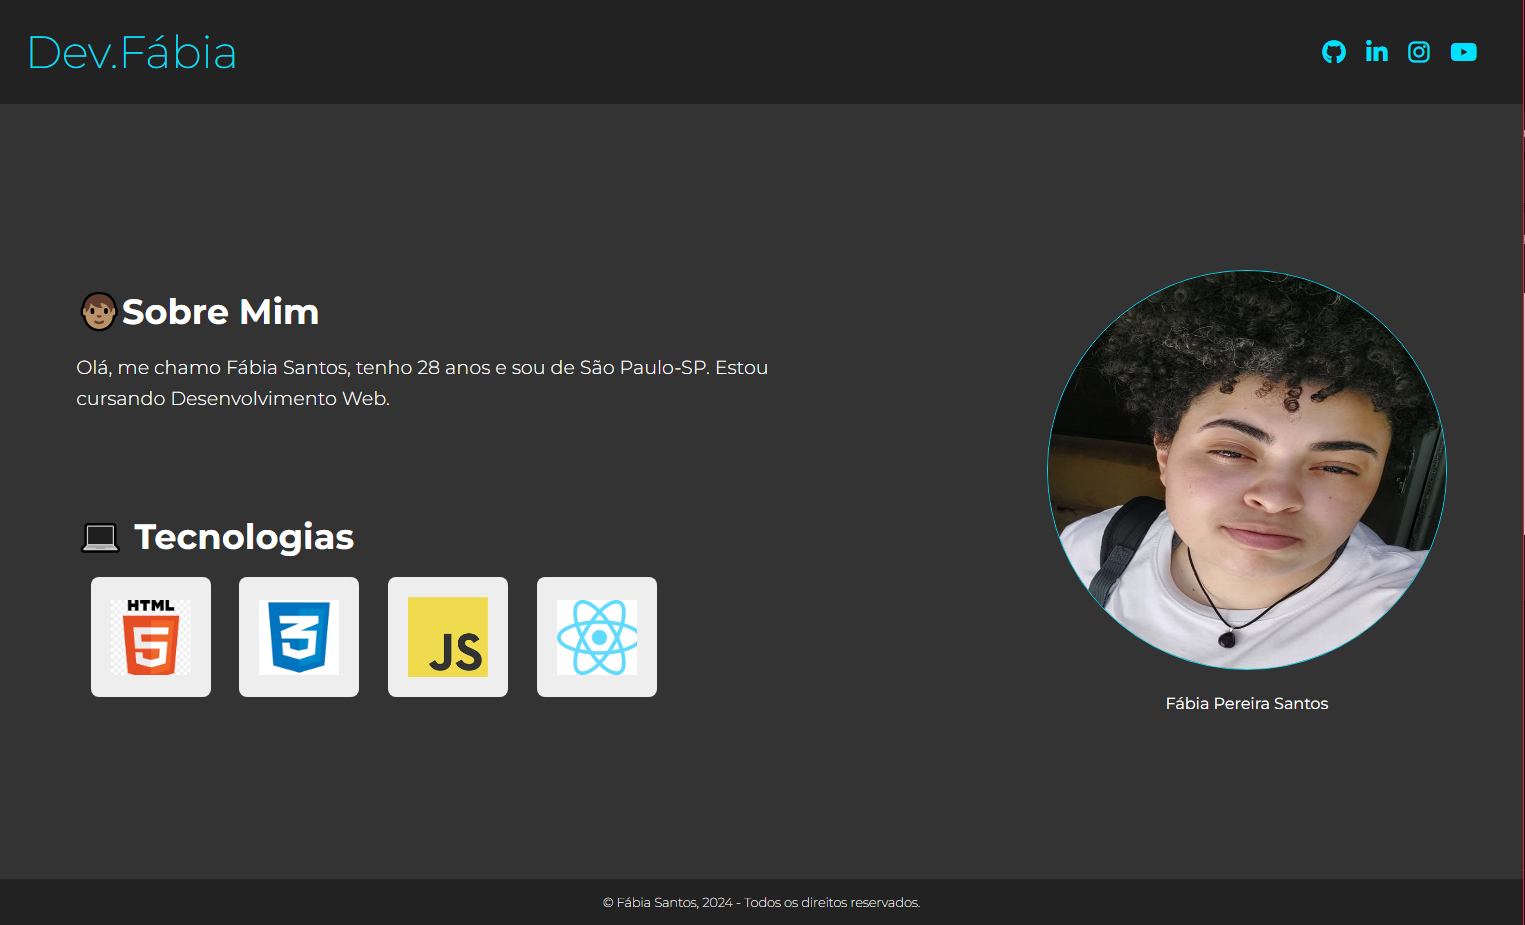 Dev.Fábia
Sobre Mim
Olá, me chamo Fábia Santos, tenho 28 anos e sou de São Paulo-SP. Estou
cursando Desenvolvimento Web.
Tecnologias
HTML
5
3
JS
Fábia Pereira Santos
© Fábia Santos, 2024 - Todos os direitos reservados.